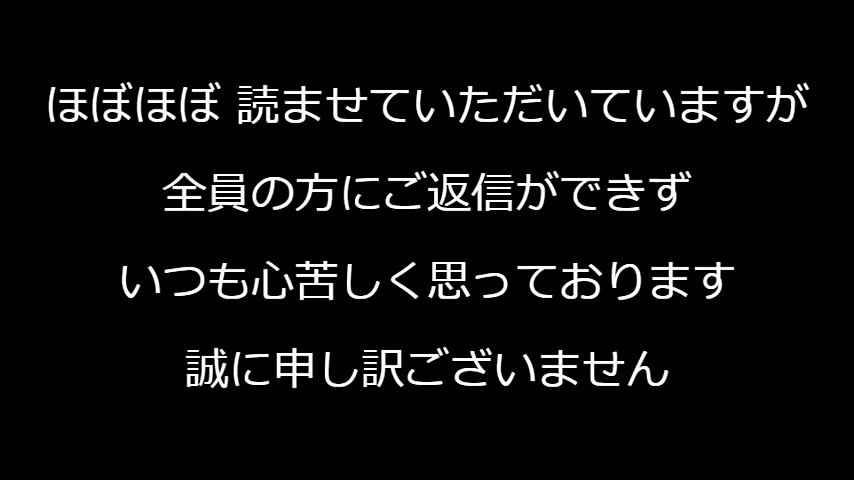 ほぼほぼ 読ませていただいていますが
全員の方にご返信ができず
いつも心苦しく思っております
誠に申し訳ございません